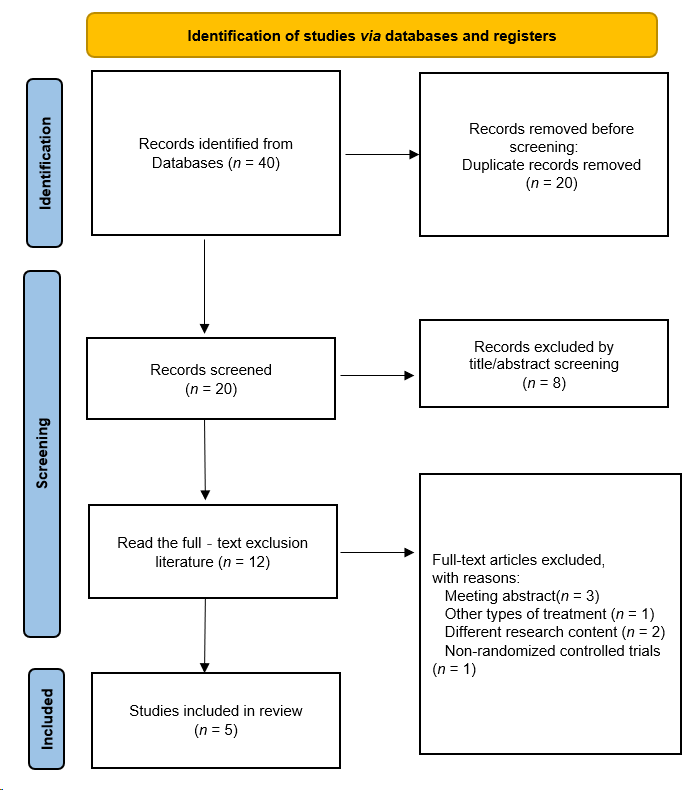 Identification of studies via databases and registers
Identification
Records identified from
Databases (n = 40)
Records removed before
screening:
Duplicate records removed
(n = 20)
Screening
Records screened
(n = 20)
Records excluded by
title/abstract screening
(n = 8)
Read the full - text exclusion
literature (n = 12)
Full-text articles excluded,
with reasons:
Meeting abstract(n = 3)
Other types of treatment (n = 1)
Different research content (n = 2)
Non-randomized controlled trials
(n = 1)
Included
Studies included in review
(n = 5)